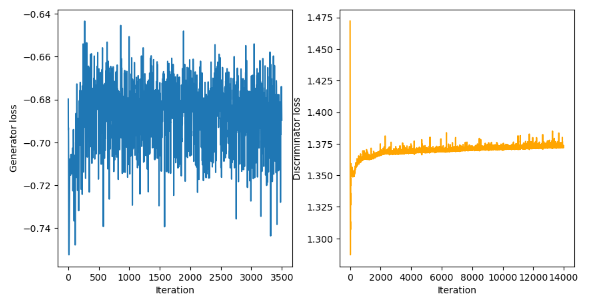 −0.64
−0.66
−0.68
−0.70
−0.72
−0.74
Generator loss
0 500 1000 1500 2000 2500 3000 3500
Iteration
1.475
1.450
1.425
1.400
1.375
1.350
1.325
1.300
Discriminator loss
0 2000 4000 6000 8000 10000 12000 14000
Iteration